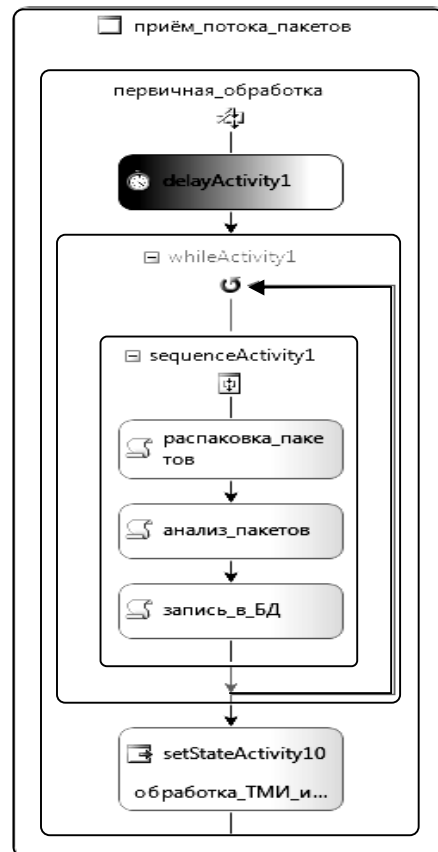 приём_потока_пакетов
первичная_обработка
delayActivity1
whileActivity1
sequenceActivity1
распаковка_паке
тов
анализ_пакетов
запись_в_БД
setStateActivity10
обработка_ТМИ_и...